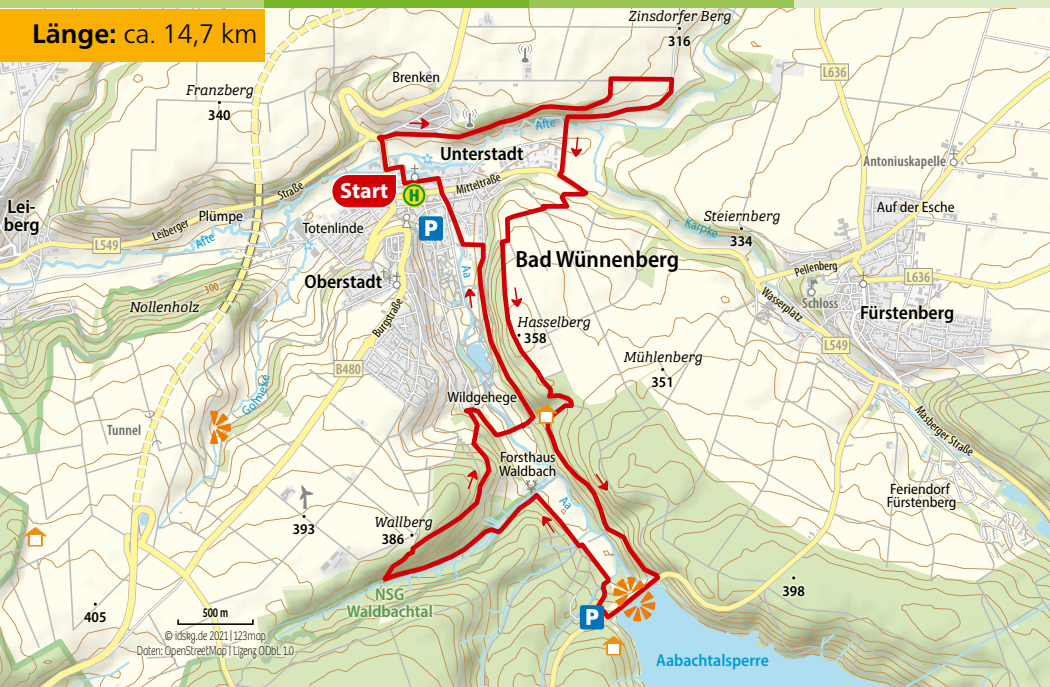 Länge: ca. 14,7 km
Zinsdorfer Berg
316
Brenken
L636
Franzberg
340
Afte
Unterstadt
Antoniuskapelle
Start
H
Mitteltraße
Straße
Lei-
berg
Plümpe
Leiberger
P
Totenlinde
Auf der Esche
Steiernberg
Karpke
334
L549
Afte
Bad Wünnenberg
Pellenberg
L636
Aa
Oberstadt
Schloss
Wasserplatz
Fürstenberg
300
Nollenholz
Burgstraße
Hasselberg
358
L549
Mühlenberg
351
B480
Golmeke
Wildgehege
Masberger Straße
Tunnel
Forsthaus
Waldbach
Aa
Feriendorf
Fürstenberg
393
Wallberg
386
398
NSG
Waldbachtal
405
500 m
P
© idskg.de 2021 | 123map
Daten: OpenStreetMap | Lizenz ODbL 1.0
Aabachtalsperre